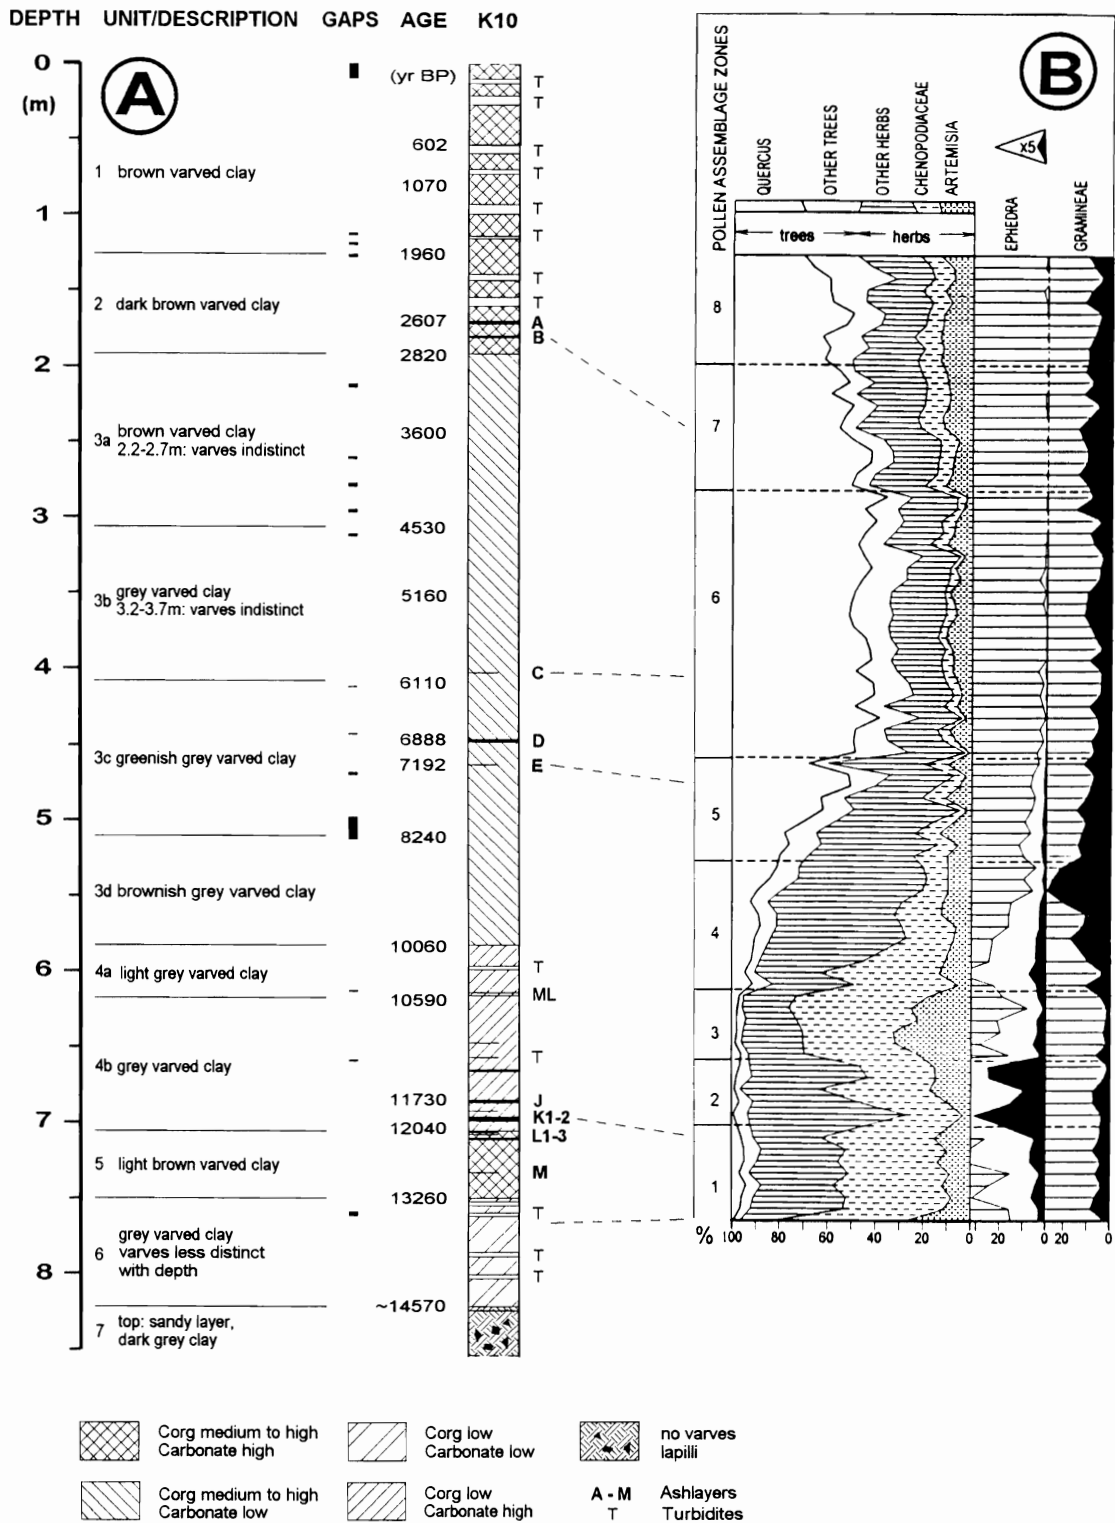 DEPTH UNIT/DESCRIPTION GAPS AGE K10
0
(m)
A
(yr BP)
T
T
602
T
1 brown varved clay
T
1070
1
T
T
1960
T
2 dark brown varved clay
T
2607
A
B
2820
2
3a brown varved clay
2.2-2.7m: varves indistinct
3600
3
4530
3b grey varved clay
3.2-3.7m: varves indistinct
5160
4
C
6110
6888
D
3c greenish grey varved clay
7192
E
5
8240
3d brownish grey varved clay
10060
6
4a light grey varved clay
T
10590
ML
T
4b grey varved clay
11730
J
7
K1-2
12040
L1-3
5 light brown varved clay
M
13260
T
6 grey varved clay
varves less distinct
with depth
T
8
T
~14570
7 top: sandy layer,
dark grey clay
B
POLLEN ASSEMBLAGE ZONES
QUERCUS
OTHER TREES
OTHER HERBS
CHENOPODIACEAE
ARTEMISIA
x5
EPHEDRA
GRAMINEAE
trees herbs
8
7
6
5
4
3
2
1
% 100 80 60 40 20 0 20 0 20 0
Corg medium to high
Carbonate high
Corg low
Carbonate low
no varves
lapilli
Corg medium to high
Carbonate low
Corg low
Carbonate high
A - M Ashlayers
T Turbidites